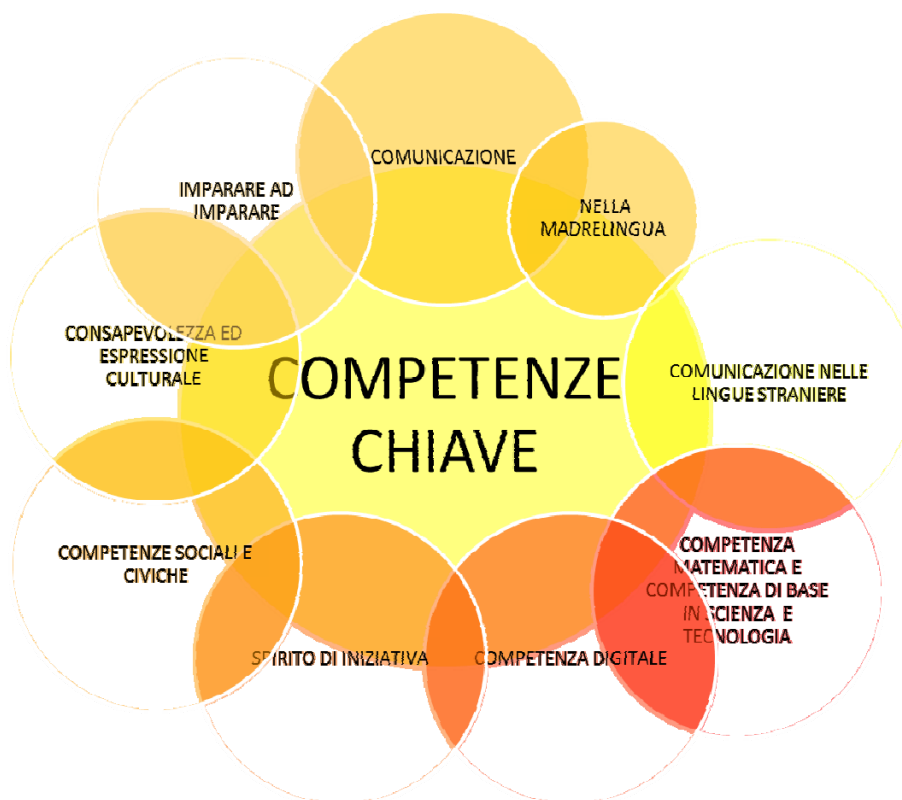 COMUNICAZIONE
NELLA
MADRELINGUA
IMPARARE AD
IMPARARE
CONSAPEVOLEZZA ED
ESPRESSIONE
CULTURALE
COMPETENZE
CHIAVE
COMUNICAZIONE NELLE
LINGUE STRANIERE
COMPETENZE SOCIALI E
CIVICHE
COMPETENZA
MATEMATICA E
COMPETENZA DI BASE
IN SCIENZA E
TECNOLOGIA
SPIRITO DI INIZIATIVA
COMPETENZA DIGITALE